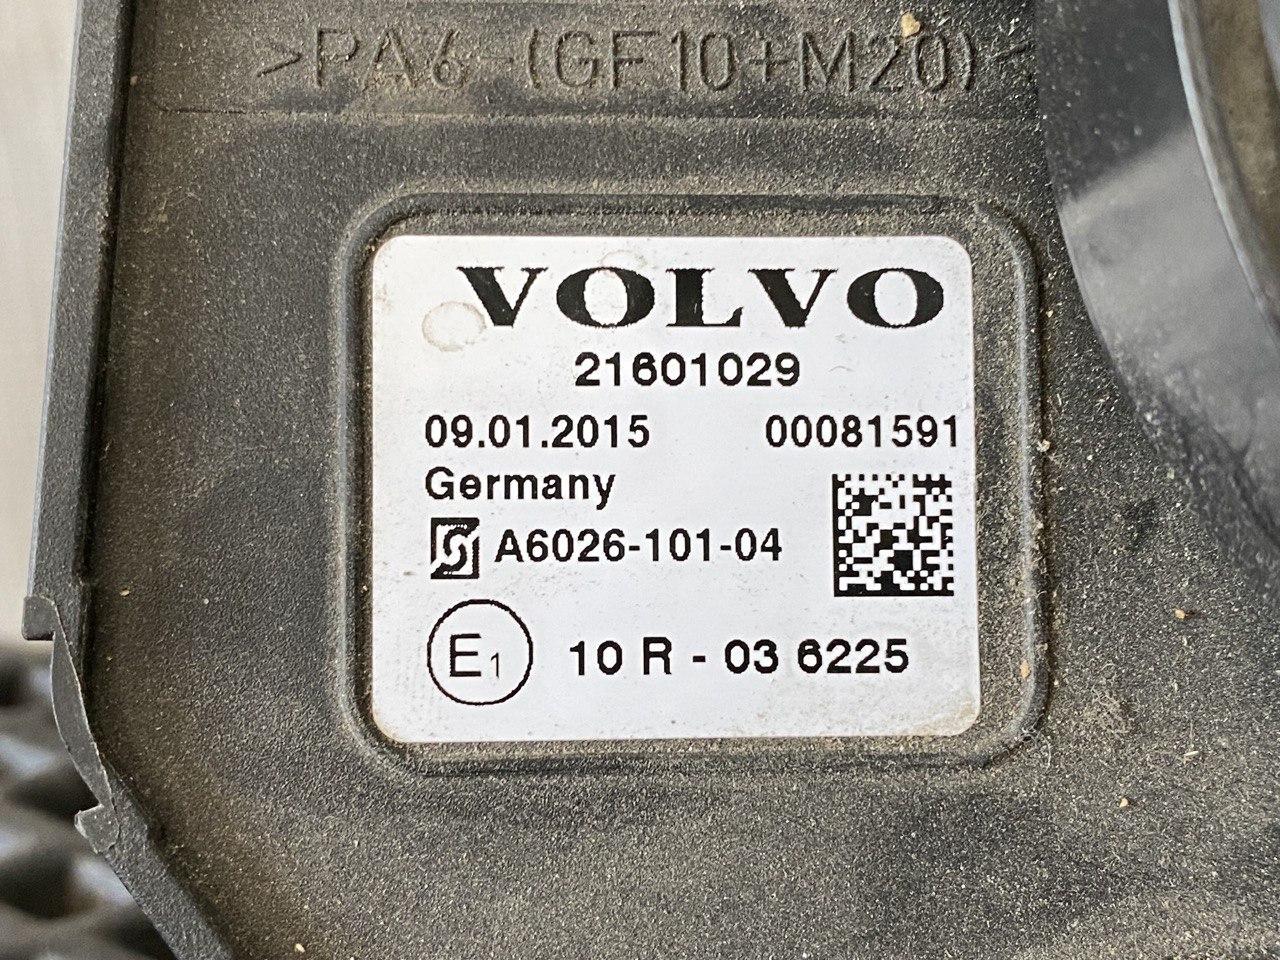 >PA6-(GF10+M20)<
VOLVO
21601029
09.01.2015 00081591
Germany
A6026-101-04
E1 10 R - 03 6225